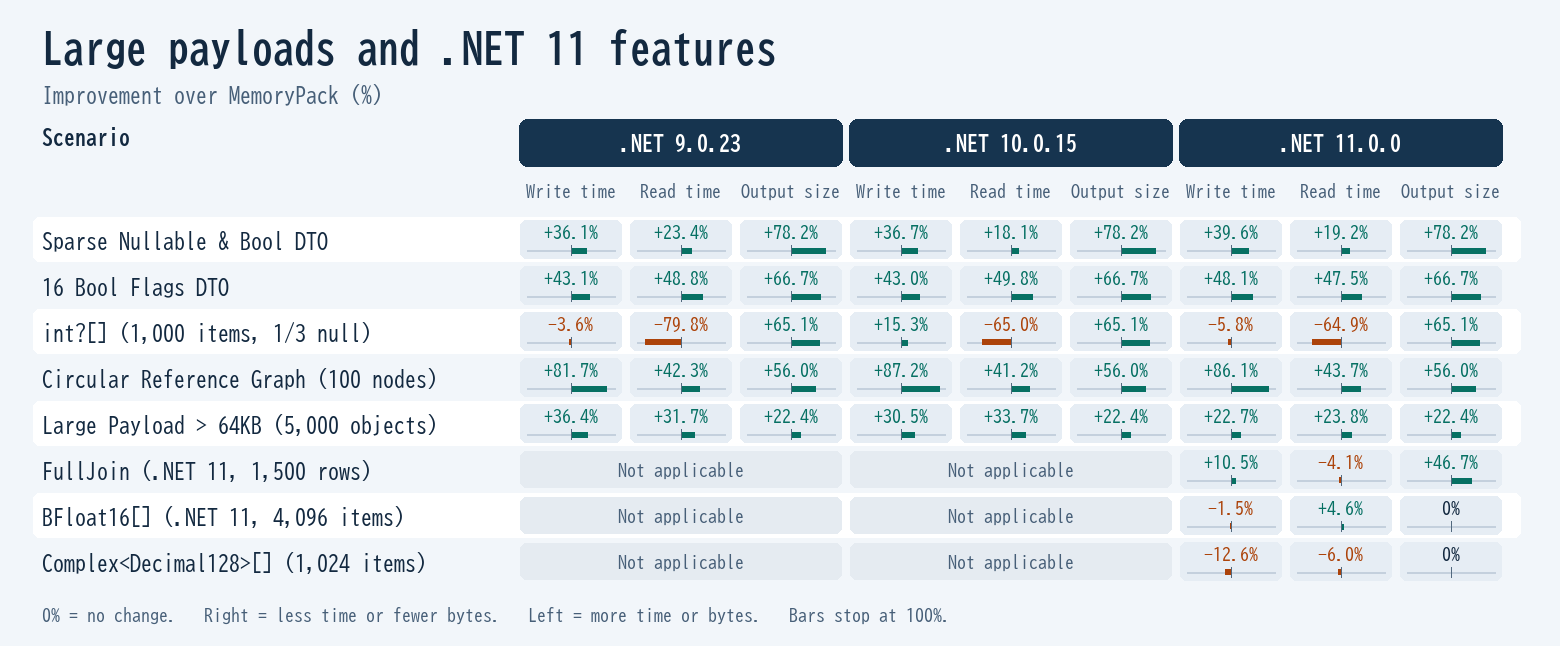 Large payloads and .NET 11 features
Improvement over MemoryPack (%)
Scenario .NET 9.0.23 .NET 10.0.15 .NET 11.0.0
Write time Read time Output size Write time Read time Output size Write time Read time Output size
Sparse Nullable & Bool DTO +36.1% +23.4% +78.2% +36.7% +18.1% +78.2% +39.6% +19.2% +78.2%
16 Bool Flags DTO +43.1% +48.8% +66.7% +43.0% +49.8% +66.7% +48.1% +47.5% +66.7%
int?[] (1,000 items, 1/3 null) −3.6% −79.8% +65.1% +15.3% −65.0% +65.1% −5.8% −64.9% +65.1%
Circular Reference Graph (100 nodes) +81.7% +42.3% +56.0% +87.2% +41.2% +56.0% +86.1% +43.7% +56.0%
Large Payload > 64KB (5,000 objects) +36.4% +31.7% +22.4% +30.5% +33.7% +22.4% +22.7% +23.8% +22.4%
FullJoin (.NET 11, 1,500 rows) Not applicable Not applicable +10.5% −4.1% +46.7%
BFloat16[] (.NET 11, 4,096 items) Not applicable Not applicable −1.5% +4.6% 0%
Complex<Decimal128>[] (1,024 items) Not applicable Not applicable −12.6% −6.0% 0%
0% = no change. Right = less time or fewer bytes. Left = more time or bytes. Bars stop at 100%.